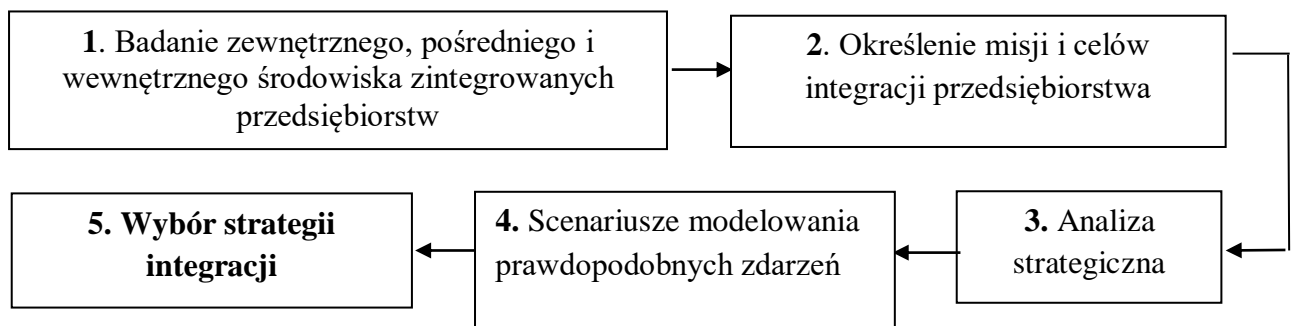 1. Badanie zewnętrznego, pośredniego i
wewnętrznego środowiska zintegrowanych
przedsiębiorstw
2. Określenie misji i celów
integracji przedsiębiorstwa
3. Analiza
strategiczna
4. Scenariusze modelowania
prawdopodobnych zdarzeń
5. Wybór strategii
integracji